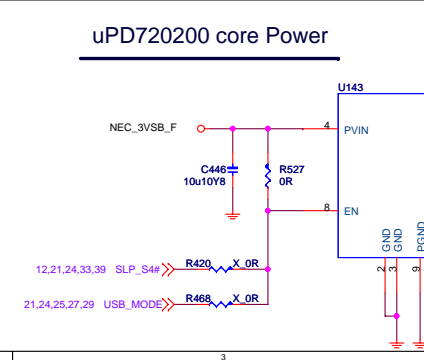 uPD720200 core Power
U143
NEC_3VSB_F
4
PVIN
C446
10u10Y8
R527
0R
8
EN
GND
GND
PGND
2
3
9
12,21,24,33,39 SLP_S4#
R420
X_0R
21,24,25,27,29 USB_MODE
R468
X_0R
3